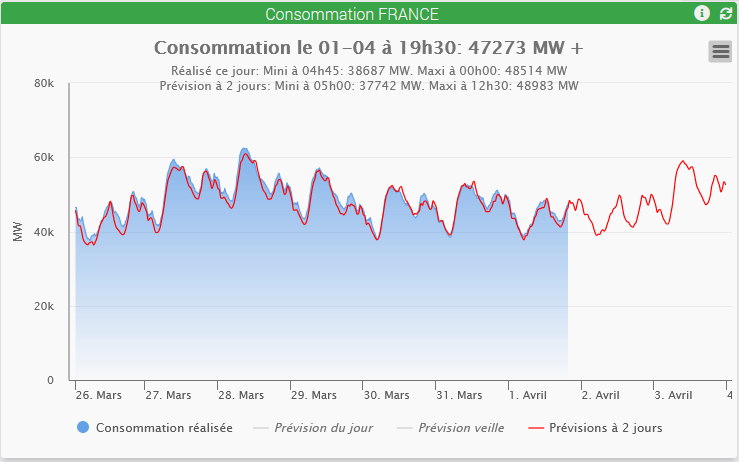 Consommation FRANCE
Consommation le 01-04 à 19h30: 47273 MW +
Réalisé ce jour: Mini à 04h45: 38687 MW. Maxi à 00h00: 48514 MW
Prévision à 2 jours: Mini à 05h00: 37742 MW. Maxi à 12h30: 48983 MW
80k
60k
40k
20k
0
MW
26. Mars 27. Mars 28. Mars 29. Mars 30. Mars 31. Mars 1. Avril 2. Avril 3. Avril 4
Consommation réalisée Prévision du jour Prévision veille Prévisions à 2 jours